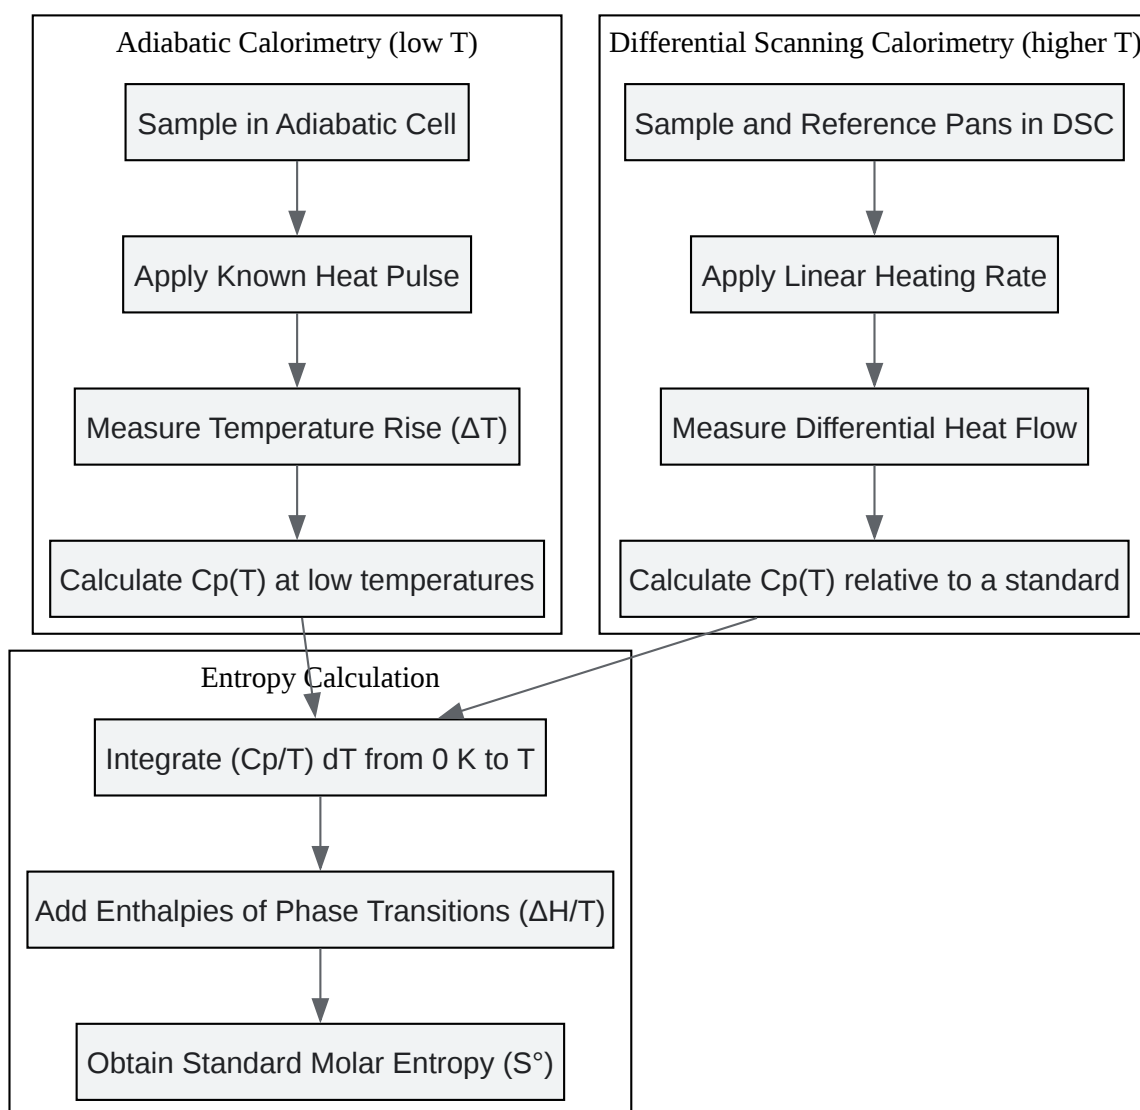 Adiabatic Calorimetry (low T)
Sample in Adiabatic Cell
Apply Known Heat Pulse
Measure Temperature Rise (ΔT)
Calculate Cp(T) at low temperatures
Differential Scanning Calorimetry (higher T)
Sample and Reference Pans in DSC
Apply Linear Heating Rate
Measure Differential Heat Flow
Calculate Cp(T) relative to a standard
Entropy Calculation
Integrate (Cp/T) dT from 0 K to T
Add Enthalpies of Phase Transitions (ΔH/T)
Obtain Standard Molar Entropy (S°)